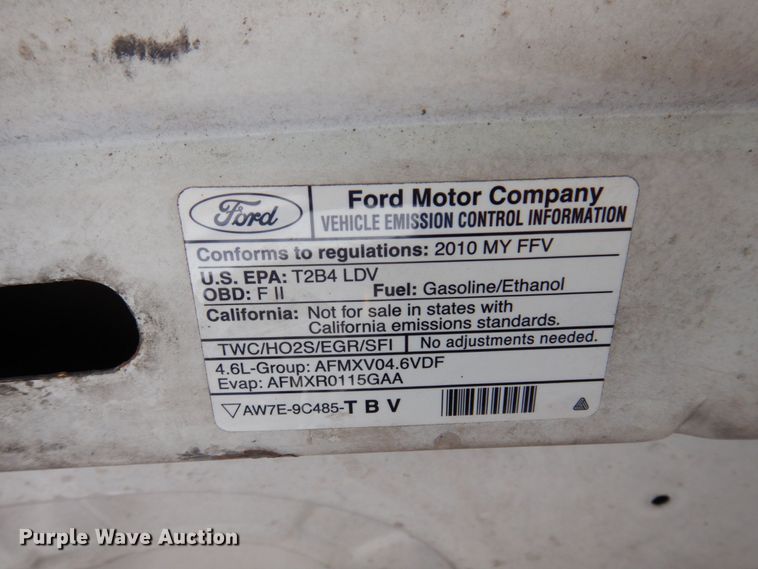 Ford
Ford Motor Company
VEHICLE EMISSION CONTROL INFORMATION
Conforms to regulations: 2010 MY FFV
U.S. EPA: T2B4 LDV
OBD: F II Fuel: Gasoline/Ethanol
California: Not for sale in states with
California emissions standards.
TWC/HO2S/EGR/SFI No adjustments needed.
4.6L-Group: AFMXV04.6VDF
Evap: AFMXR0115GAA
AW7E-9C485-T B V
Purple Wave Auction